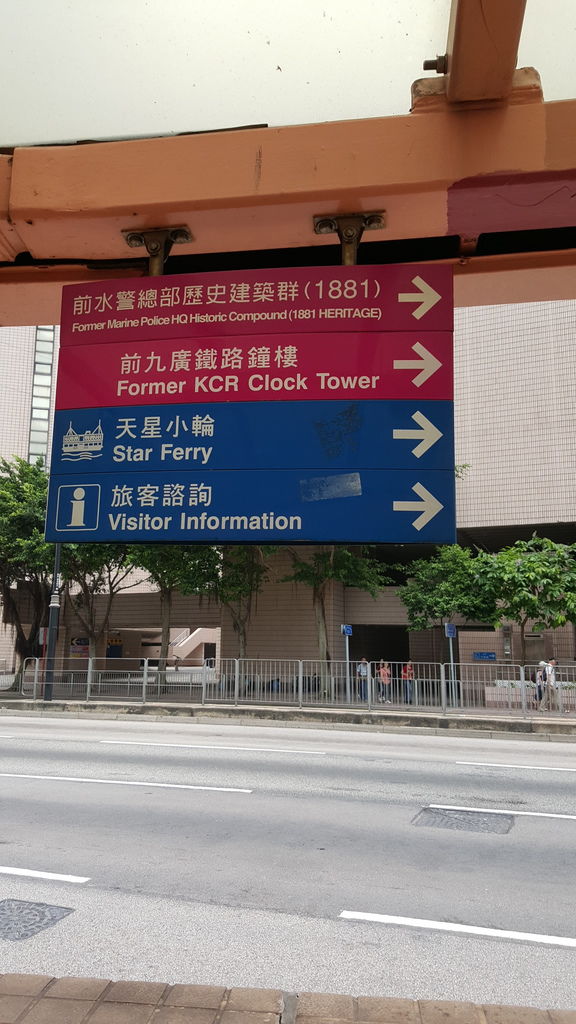 前水警總部歷史建築群(1881)
Former Marine Police HQ Historic Compound (1881 HERITAGE)
前九廣鐵路鐘樓
Former KCR Clock Tower
天星小輪
Star Ferry
旅客諮詢
Visitor Information